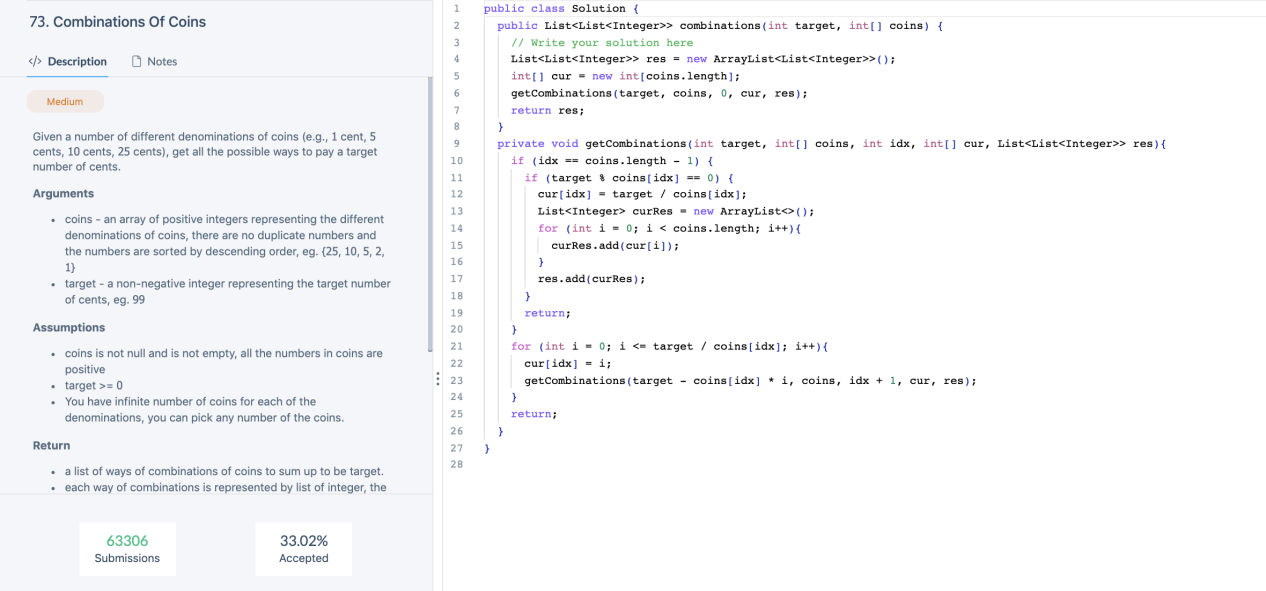 73. Combinations Of Coins
</> Description
Notes
Medium
Given a number of different denominations of coins (e.g., 1 cent, 5
cents, 10 cents, 25 cents), get all the possible ways to pay a target
number of cents.
Arguments
• coins - an array of positive integers representing the different
denominations of coins, there are no duplicate numbers and
the numbers are sorted by descending order, eg. {25, 10, 5, 2,
1}
• target - a non-negative integer representing the target number
of cents, eg. 99
Assumptions
• coins is not null and is not empty, all the numbers in coins are
positive
• target >= 0
• You have infinite number of coins for each of the
denominations, you can pick any number of the coins.
Return
• a list of ways of combinations of coins to sum up to be target.
• each way of combinations is represented by list of integer, the
63306
Submissions
33.02%
Accepted
1 public class Solution {
2   public List<List<Integer>> combinations(int target, int[] coins) {
3     // Write your solution here
4     List<List<Integer>> res = new ArrayList<List<Integer>>();
5     int[] cur = new int[coins.length];
6     getCombinations(target, coins, 0, cur, res);
7     return res;
8   }
9   private void getCombinations(int target, int[] coins, int idx, int[] cur, List<List<Integer>> res){
10     if (idx == coins.length - 1) {
11       if (target % coins[idx] == 0) {
12         cur[idx] = target / coins[idx];
13         List<Integer> curRes = new ArrayList<>();
14         for (int i = 0; i < coins.length; i++){
15           curRes.add(cur[i]);
16         }
17         res.add(curRes);
18       }
19       return;
20     }
21     for (int i = 0; i <= target / coins[idx]; i++){
22       cur[idx] = i;
23       getCombinations(target - coins[idx] * i, coins, idx + 1, cur, res);
24     }
25     return;
26   }
27 }
28